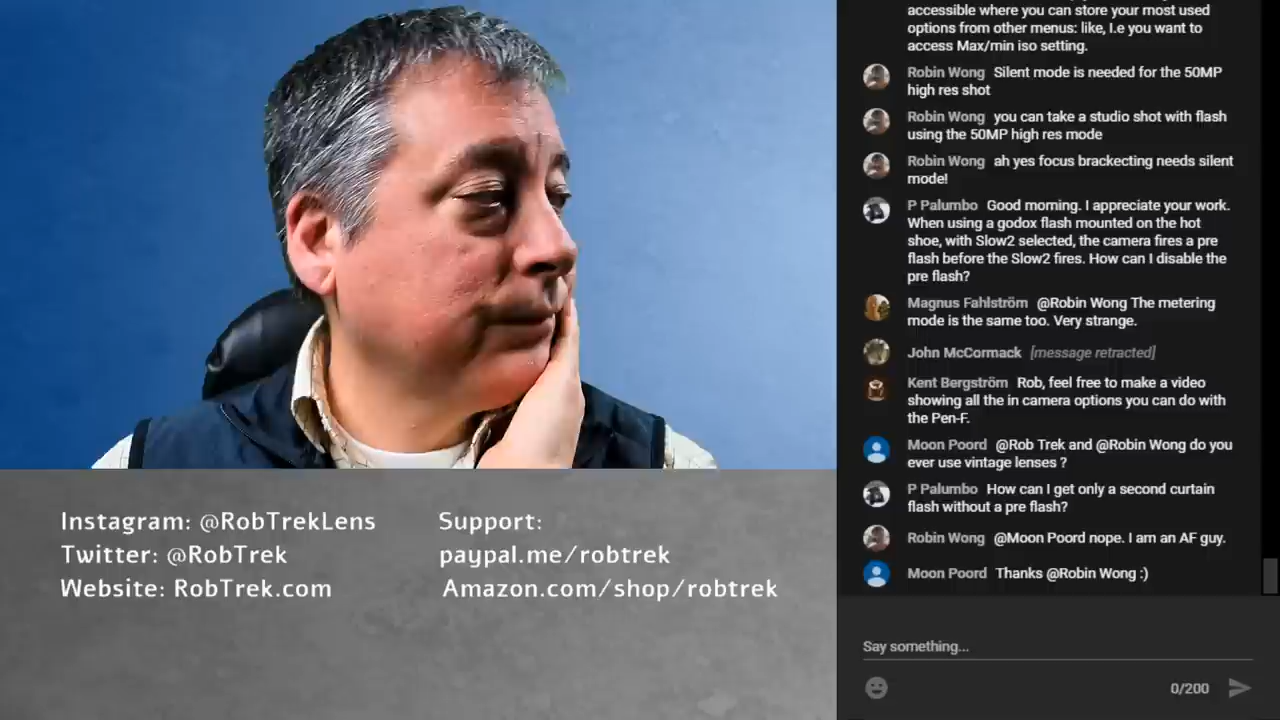 accessible where you can store your most used
options from other menus: like, I.e you want to
access Max/min iso setting.
Robin Wong Silent mode is needed for the 50MP
high res shot
Robin Wong you can take a studio shot with flash
using the 50MP high res mode
Robin Wong ah yes focus brackecting needs silent
mode!
P Palumbo Good morning. I appreciate your work.
When using a godox flash mounted on the hot
shoe, with Slow2 selected, the camera fires a pre
flash before the Slow2 fires. How can I disable the
pre flash?
Magnus Fahlström @Robin Wong The metering
mode is the same too. Very strange.
John McCormack [message retracted]
Kent Bergström Rob, feel free to make a video
showing all the in camera options you can do with
the Pen-F.
Moon Poord @Rob Trek and @Robin Wong do you
ever use vintage lenses ?
P Palumbo How can I get only a second curtain
flash without a pre flash?
Robin Wong @Moon Poord nope. I am an AF guy.
Moon Poord Thanks @Robin Wong :)
Say something...
0/200
Instagram: @RobTrekLens
Twitter: @RobTrek
Website: RobTrek.com
Support:
paypal.me/robtrek
Amazon.com/shop/robtrek